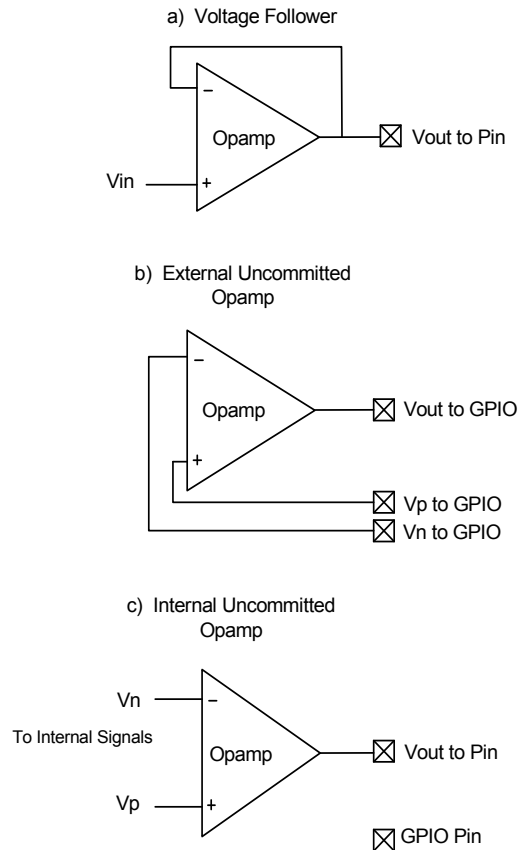 a) Voltage Follower
−
Opamp
Vout to Pin
Vin
+
b) External Uncommitted
Opamp
−
Opamp
Vout to GPIO
+
Vp to GPIO
Vn to GPIO
c) Internal Uncommitted
Opamp
Vn
−
To Internal Signals
Opamp
Vout to Pin
Vp
+
GPIO Pin